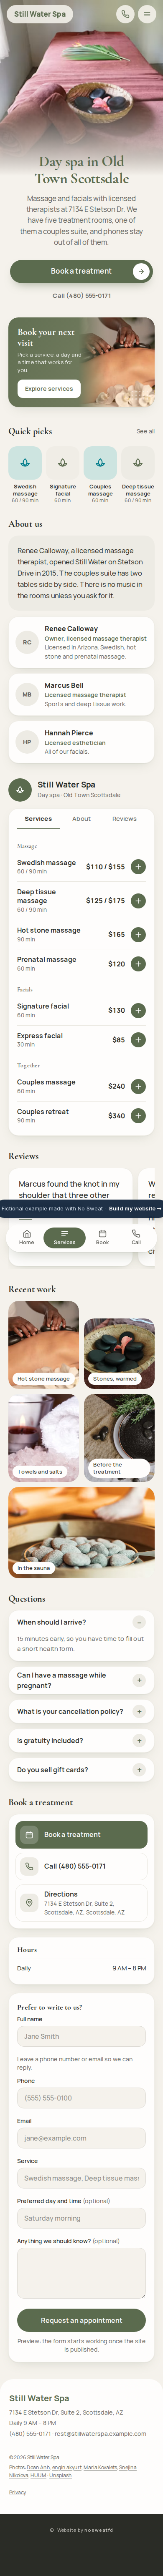 Still Water Spa
Day spa in Old
Town Scottsdale
Massage and facials with licensed
therapists at 7134 E Stetson Dr. We
have five treatment rooms, one of
them a couples suite, and people stay
out of all of them.
Book a treatment
Call (480) 555-0171
Book your next
visit
Pick a service, a day and
a time that works for
you.
Explore services
Quick picks
See all
Swedish
massage
60 / 90 min
Signature
facial
60 min
Couples
massage
60 min
Deep tissue
massage
60 / 90 min
About us
Renee Calloway, a licensed massage
therapist, opened Still Water on Stetson
Drive in 2015. The couples suite has two
tables side by side. There is no music in
the rooms unless you ask for it.
RC
Renee Calloway
Owner, licensed massage therapist
Licensed in Arizona. Swedish, hot
stone and prenatal massage.
MB
Marcus Bell
Licensed massage therapist
Sports and deep tissue work.
HP
Hannah Pierce
Licensed esthetician
All of our facials.
Still Water Spa
Day spa · Old Town Scottsdale
Services
About
Reviews
Massage
Swedish massage
60 / 90 min
$110 / $155
Deep tissue
massage
60 / 90 min
$125 / $175
Hot stone massage
90 min
$165
Prenatal massage
60 min
$120
Facials
Signature facial
60 min
$130
Express facial
30 min
$85
Together
Couples massage
60 min
$240
Couples retreat
90 min
$340
Reviews
Marcus found the knot in my
shoulder that three other
Fictional example made with No Sweat · Build my website →
Home
Services
Book
Call
Recent work
Hot stone massage
Stones, warmed
Towels and salts
Before the
treatment
In the sauna
Questions
When should I arrive?
15 minutes early, so you have time to fill out
a short health form.
Can I have a massage while
pregnant?
What is your cancellation policy?
Is gratuity included?
Do you sell gift cards?
Book a treatment
Book a treatment
Call (480) 555-0171
Directions
7134 E Stetson Dr, Suite 2,
Scottsdale, AZ, Scottsdale, AZ
Hours
Daily
9 AM – 8 PM
Prefer to write to us?
Full name
Jane Smith
Leave a phone number or email so we can
reply.
Phone
(555) 555-0100
Email
jane@example.com
Service
Swedish massage, Deep tissue mass
Preferred day and time (optional)
Saturday morning
Anything we should know? (optional)
Request an appointment
Preview: the form starts working once the site
is published.
Still Water Spa
7134 E Stetson Dr, Suite 2, Scottsdale, AZ
Daily 9 AM – 8 PM
(480) 555-0171 · rest@stillwaterspa.example.com
© 2026 Still Water Spa
Photos: Doan Anh, engin akyurt, Maria Kovalets, Snejina
Nikolova, HUUM · Unsplash
Privacy
© Website by nosweatfd